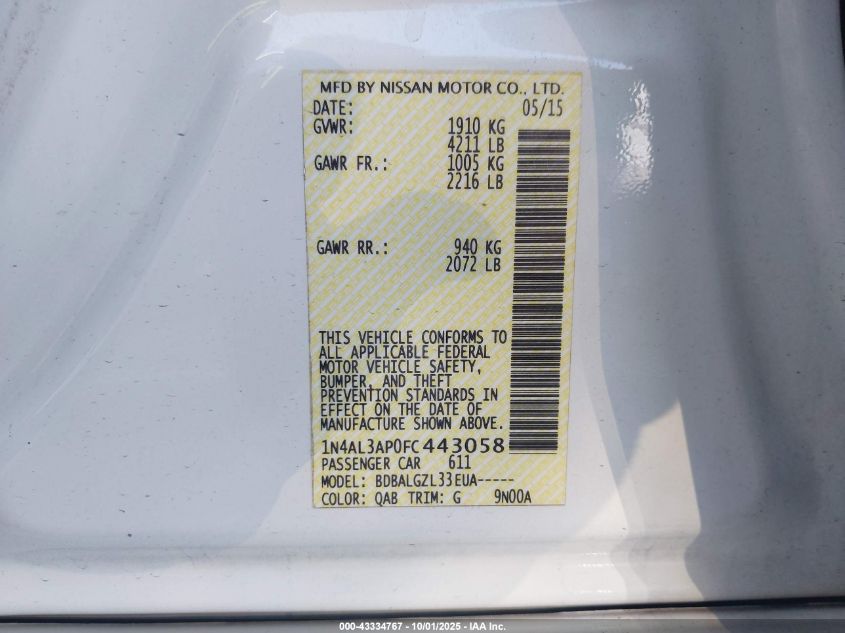 MFD BY NISSAN MOTOR CO., LTD.
DATE: 05/15
GVWR: 1910 KG
4211 LB
GAWR FR.: 1005 KG
2216 LB
GAWR RR.: 940 KG
2072 LB
THIS VEHICLE CONFORMS TO
ALL APPLICABLE FEDERAL
MOTOR VEHICLE SAFETY,
BUMPER, AND THEFT
PREVENTION STANDARDS IN
EFFECT ON THE DATE OF
MANUFACTURE SHOWN ABOVE.
1N4AL3AP0FC443058
PASSENGER CAR 611
MODEL: BDBALGZL33EUA-----
COLOR: QAB TRIM: G 9N00A
000-43334767 • 10/01/2025 • IAA Inc.